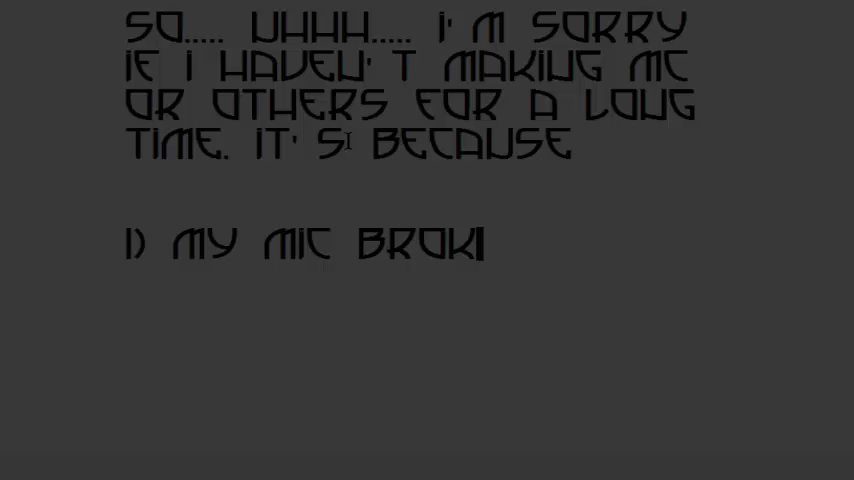 SO..... UHHH..... I' M SORRY
IF I HAVEN' T MAKING MC
OR OTHERS FOR A LONG
TIME. IT' S BECAUSE
1) MY MIC BROK